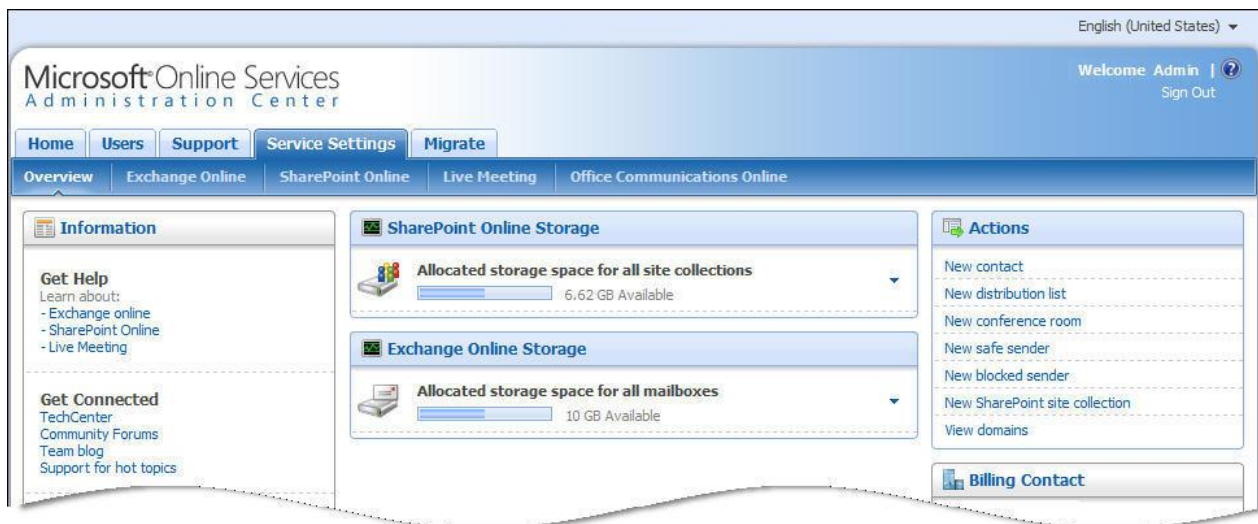 English (United States)
Microsoft® Online Services
Administration Center
Welcome Admin | ?
Sign Out
Home Users Support Service Settings Migrate
Overview Exchange Online SharePoint Online Live Meeting Office Communications Online
Information
Get Help
Learn about:
- Exchange online
- SharePoint Online
- Live Meeting
Get Connected
TechCenter
Community Forums
Team blog
Support for hot topics
SharePoint Online Storage
Allocated storage space for all site collections
6.62 GB Available
Exchange Online Storage
Allocated storage space for all mailboxes
10 GB Available
Actions
New contact
New distribution list
New conference room
New safe sender
New blocked sender
New SharePoint site collection
View domains
Billing Contact